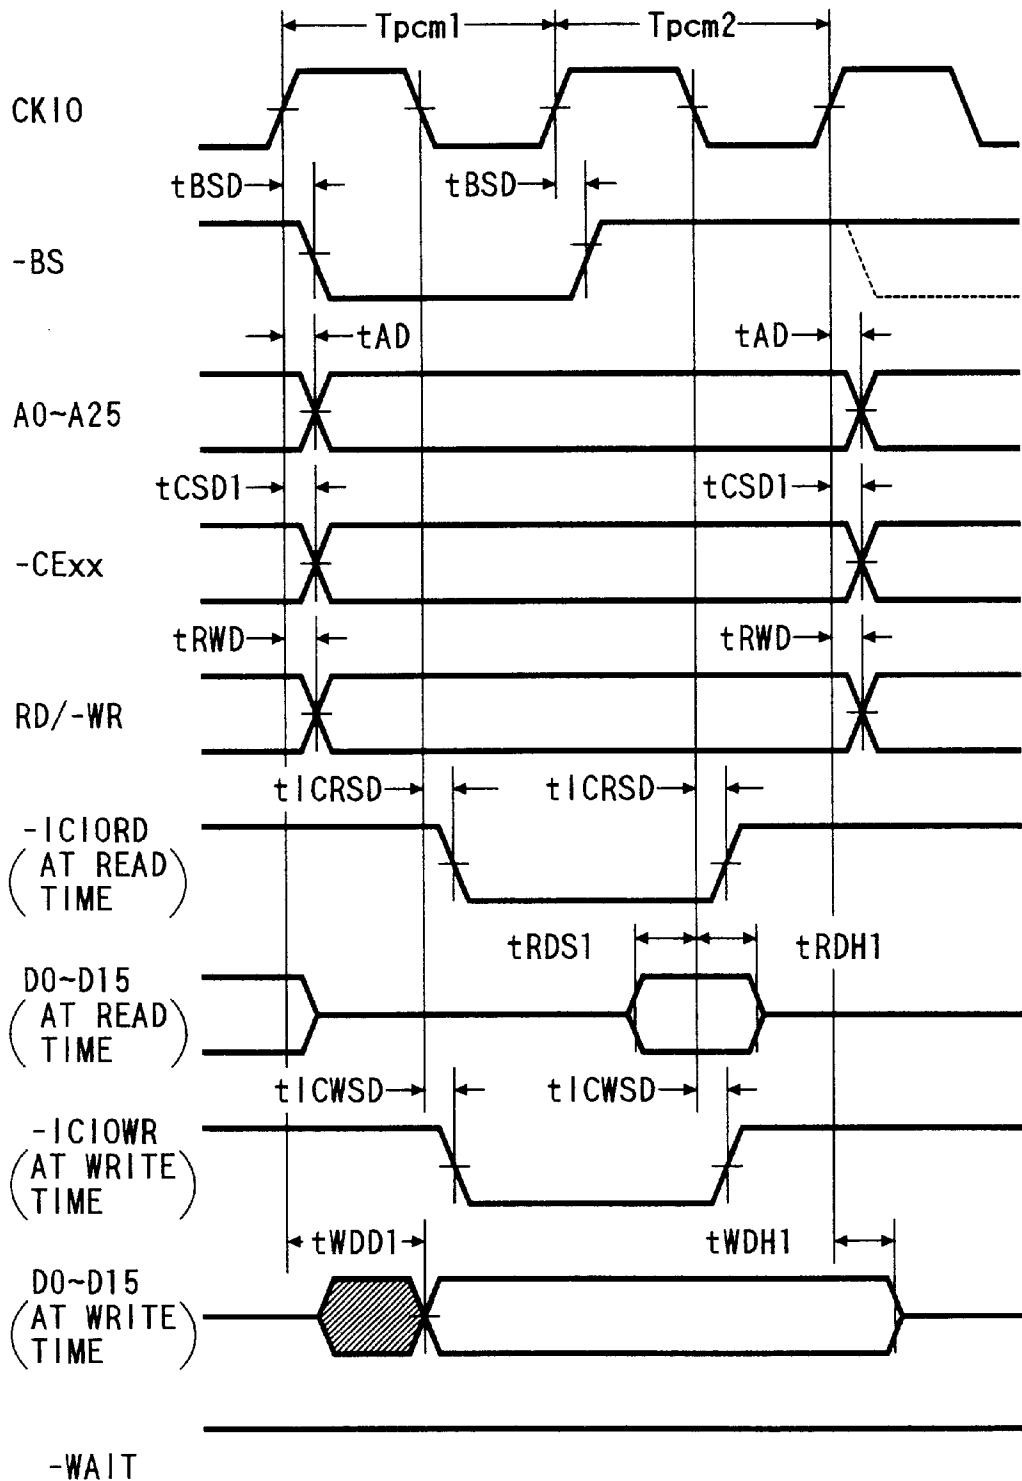 Tpcm1 Tpcm2
CKIO
tBSD tBSD
-BS
tAD tAD
A0~A25
tCSD1 tCSD1
-CExx
tRWD tRWD
RD/-WR
tICRSD tICRSD
-ICIORD
(AT READ
TIME)
tRDS1 tRDH1
D0~D15
(AT READ
TIME)
tICWSD tICWSD
-ICIOWR
(AT WRITE
TIME)
tWDD1 tWDH1
D0~D15
(AT WRITE
TIME)
-WAIT